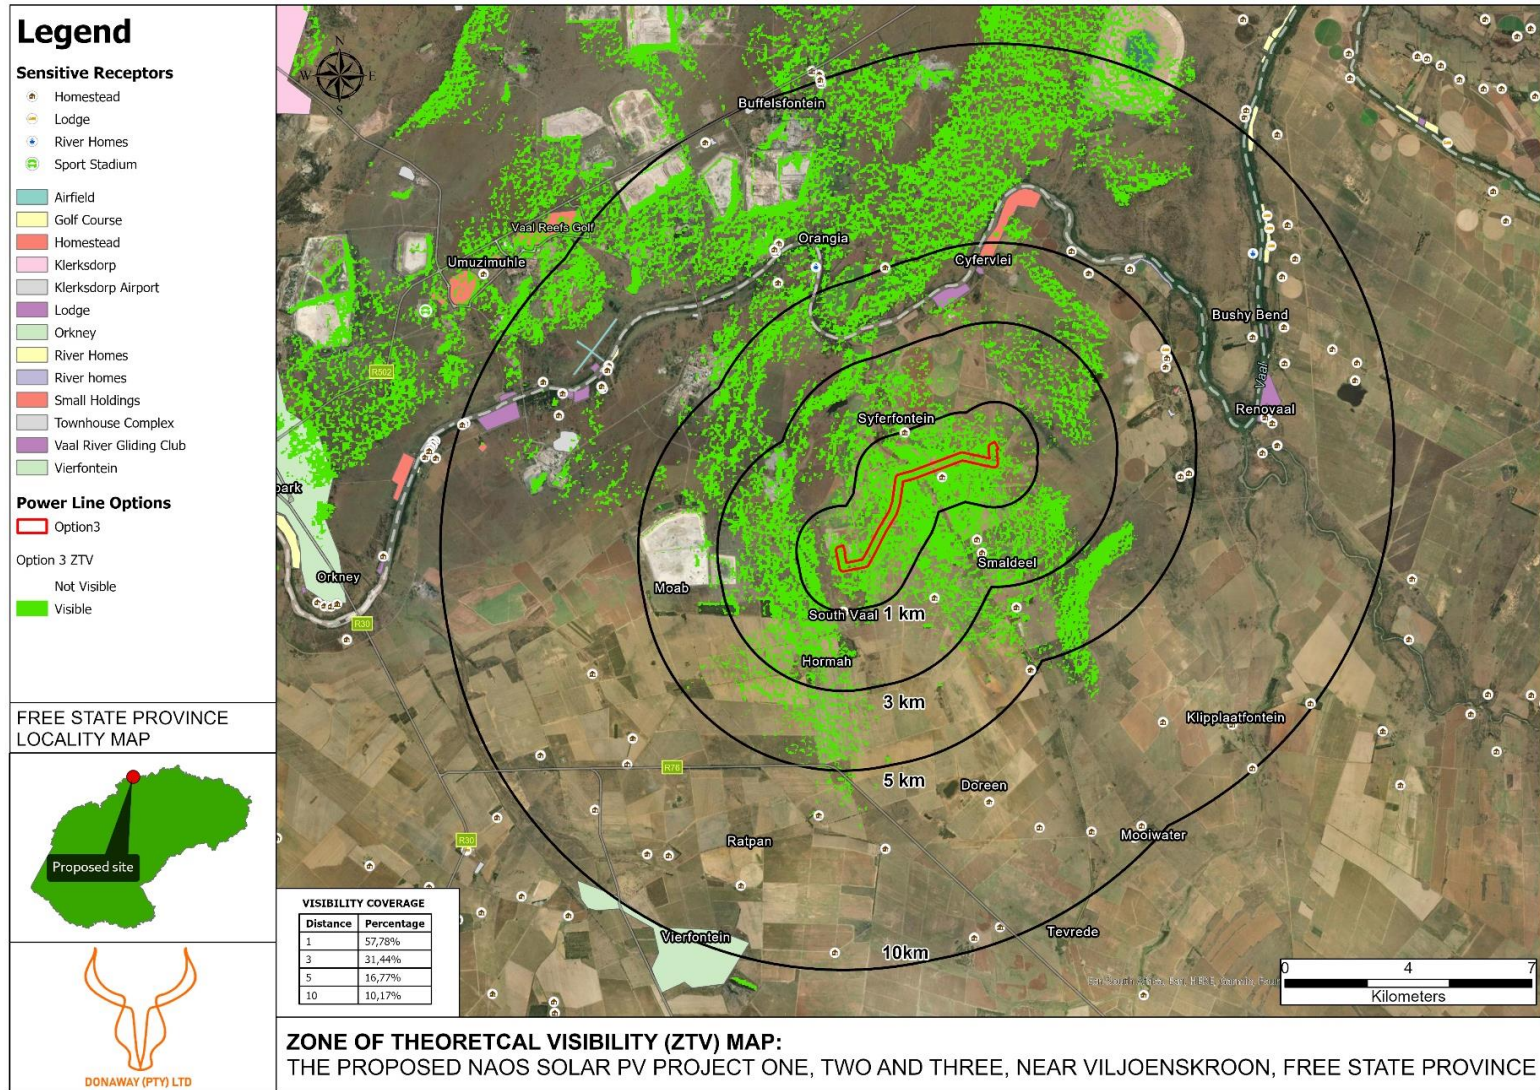 Legend
Sensitive Receptors
Homestead
Lodge
River Homes
Sport Stadium
Airfield
Golf Course
Homestead
Klerksdorp
Klerksdorp Airport
Lodge
Orkney
River Homes
River homes
Small Holdings
Townhouse Complex
Vaal River Gliding Club
Vierfontein
Power Line Options
Option3
Option 3 ZTV
Not Visible
Visible
FREE STATE PROVINCE
LOCALITY MAP
Proposed site
DONAWAY (PTY) LTD
N
W
E
S
Buffelsfontein
Vaal Reefs Golf
Orangia
Umuzimuhle
Cyfervlei
Bushy Bend
R502
Vaal
Renovaal
Syferfontein
park
Smaldeel
Orkney
Moab
South Vaal
1 km
R30
Hormah
3 km
Klipplaatfontein
R76
5 km
Doreen
Mooiwater
R30
Ratpan
Vierfontein
Tevrede
10km
VISIBILITY COVERAGE
Distance Percentage
1 57,78%
3 31,44%
5 16,77%
10 10,17%
0 4 7
Kilometers
ZONE OF THEORETCAL VISIBILITY (ZTV) MAP:
THE PROPOSED NAOS SOLAR PV PROJECT ONE, TWO AND THREE, NEAR VILJOENSKROON, FREE STATE PROVINCE